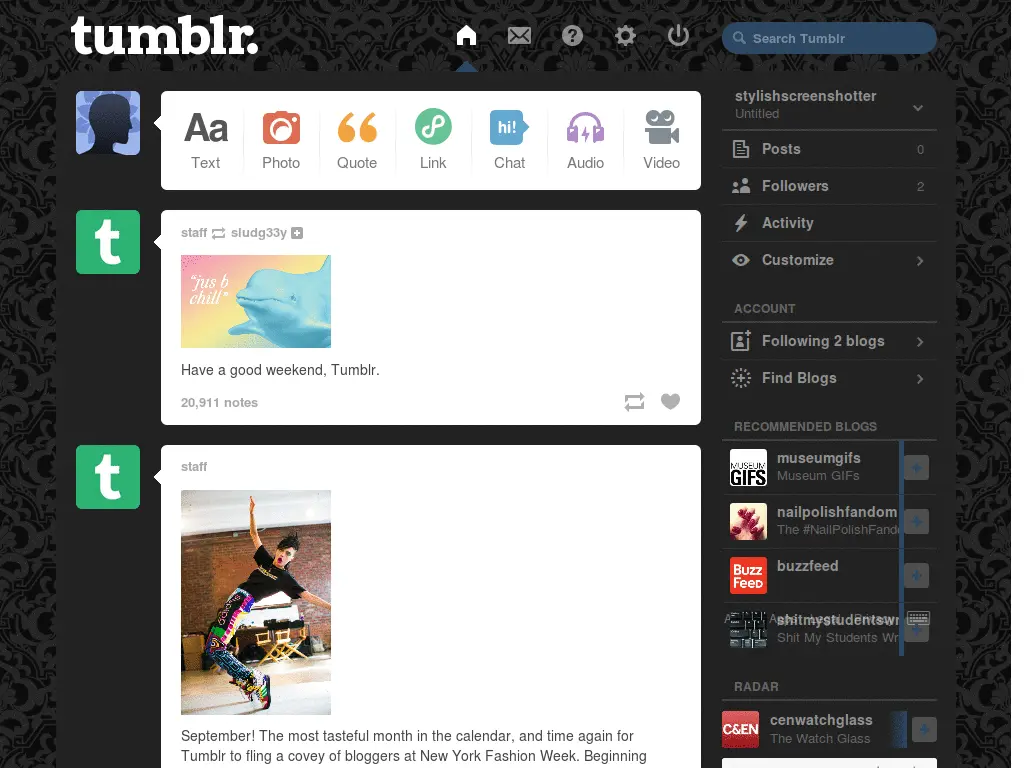 tumblr.
Search Tumblr
Aa
hi!
Text
Photo
Quote
Link
Chat
Audio
Video
stylishscreenshotter
Untitled
Posts 0
Followers 2
Activity
Customize
ACCOUNT
Following 2 blogs
Find Blogs
RECOMMENDED BLOGS
MUSEUM
GIFS
museumgifs
Museum GIFs
nailpolishfandom
The #NailPolishFand
BuzzFeed
buzzfeed
shitmystudentswr
Shit My Students Wr
RADAR
C&EN
cenwatchglass
The Watch Glass
t
staff sludg33y
"jus b
chill"
Have a good weekend, Tumblr.
20,911 notes
t
staff
September! The most tasteful month in the calendar, and time again for
Tumblr to fling a covey of bloggers at New York Fashion Week. Beginning